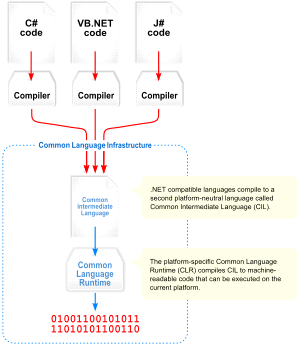 C#
code
VB.NET
code
J#
code
Compiler
Compiler
Compiler
Common Language Infrastructure
Common
Intermediate
Language
.NET compatible languages compile to a
second platform-neutral language called
Common Intermediate Language (CIL).
Common
Language
Runtime
The platform-specific Common Language
Runtime (CLR) compiles CIL to machine-
readable code that can be executed on the
current platform.
01001100101011
11010101100110